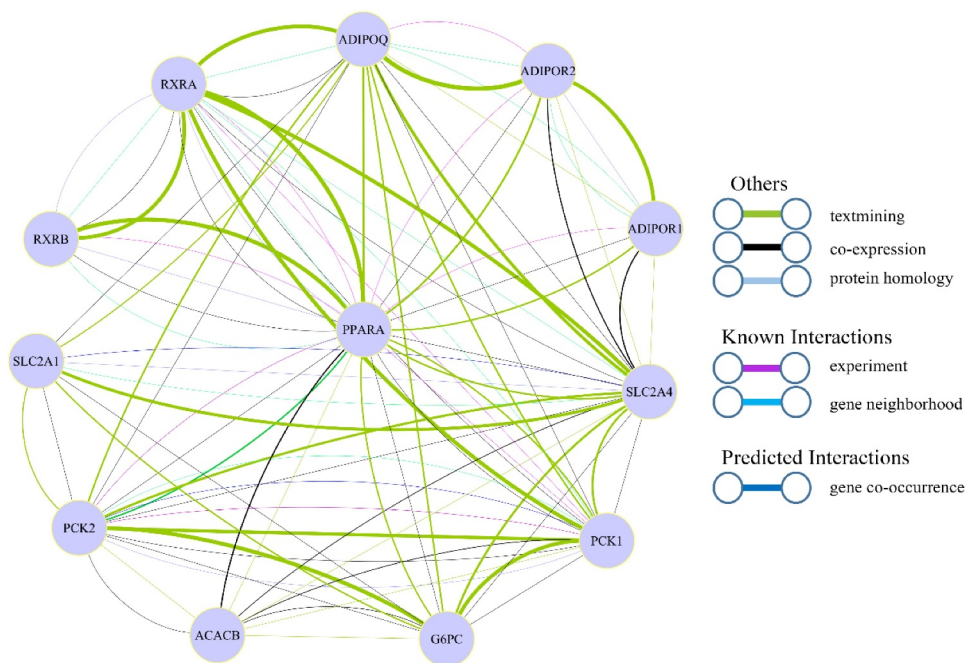 ADIPOQ
ADIPOR2
RXRA
ADIPOR1
RXRB
PPARA
SLC2A1
SLC2A4
PCK2
PCK1
ACACB
G6PC
Others
textmining
co-expression
protein homology
Known Interactions
experiment
gene neighborhood
Predicted Interactions
gene co-occurrence